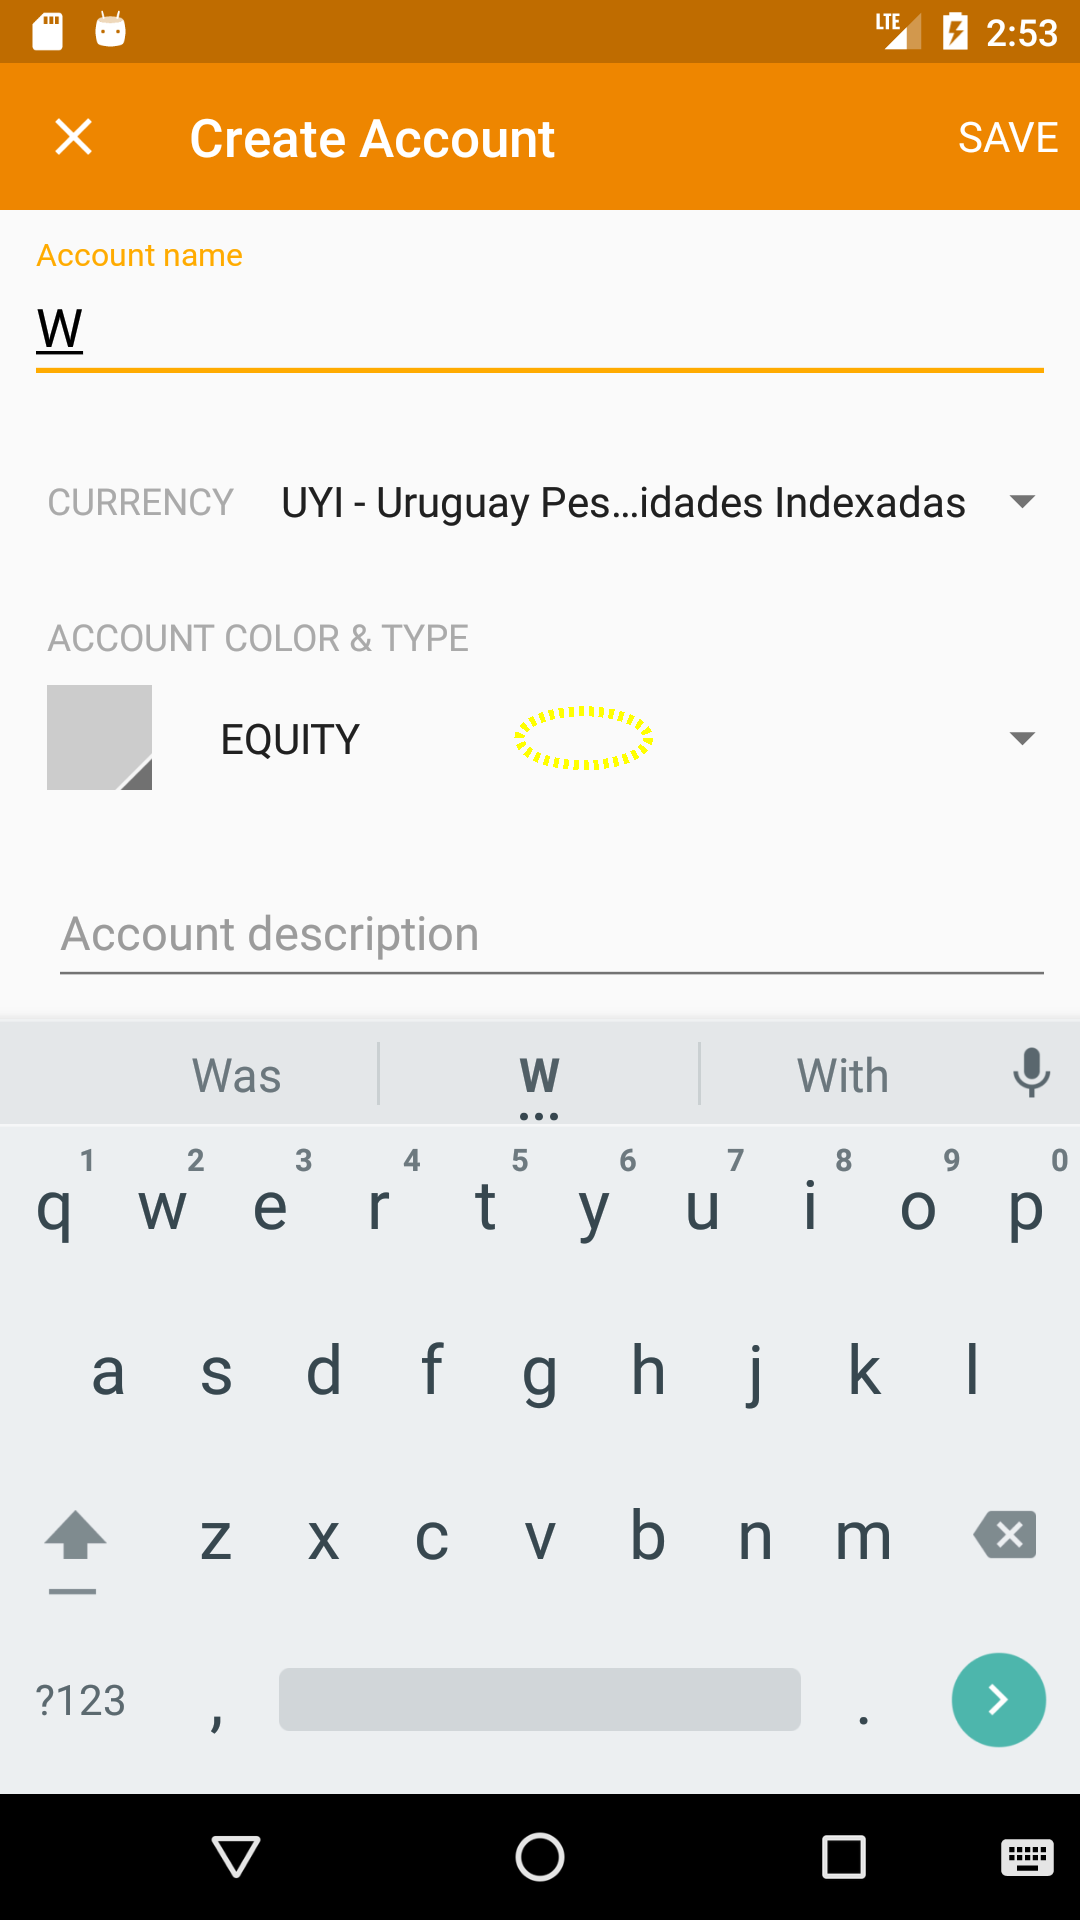 LTE 2:53
Create Account SAVE
Account name
W
CURRENCY UYI - Uruguay Pes...idades Indexadas
ACCOUNT COLOR & TYPE
EQUITY
Account description
Was W With
1 2 3 4 5 6 7 8 9 0
q w e r t y u i o p
a s d f g h j k l
z x c v b n m
?123 , .